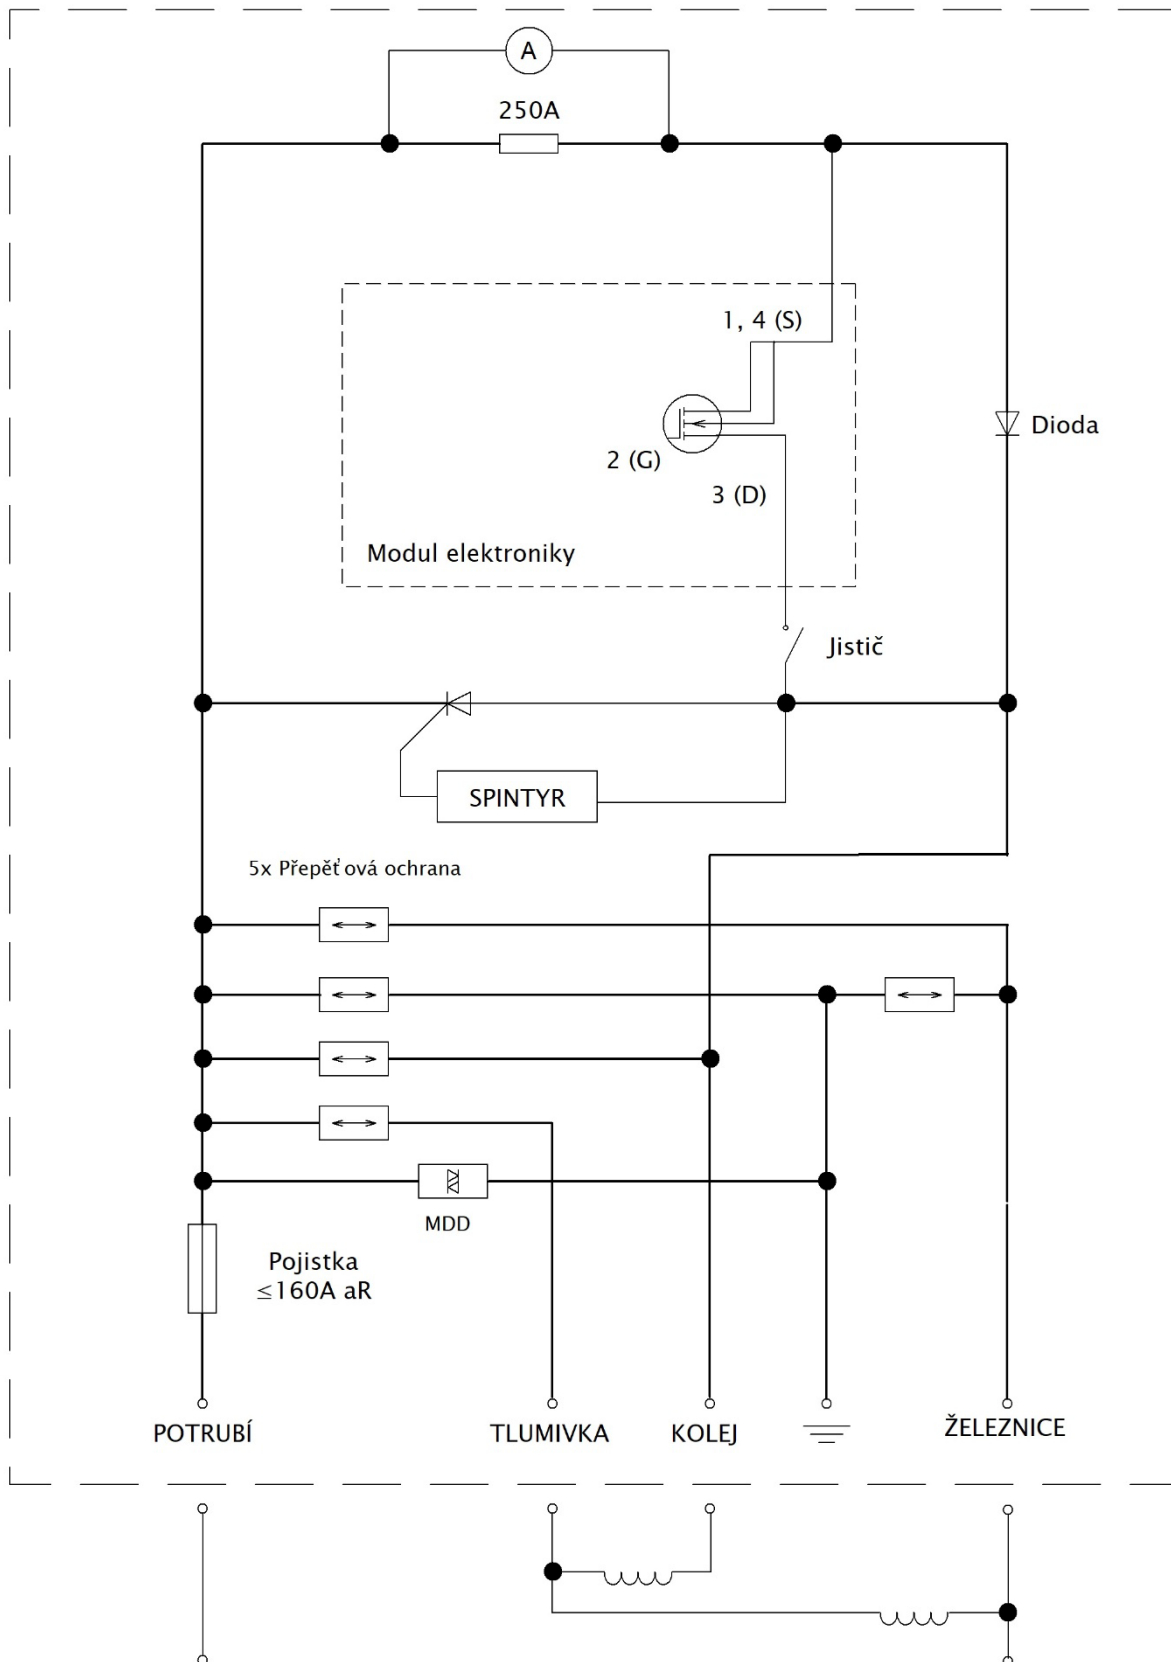 A
250A
1, 4 (S)
Dioda
2 (G)
3 (D)
Modul elektroniky
Jistič
SPINTYR
5x Přepěťová ochrana
MDD
Pojistka
≤160A aR
POTRUBÍ
TLUMIVKA
KOLEJ
ŽELEZNICE